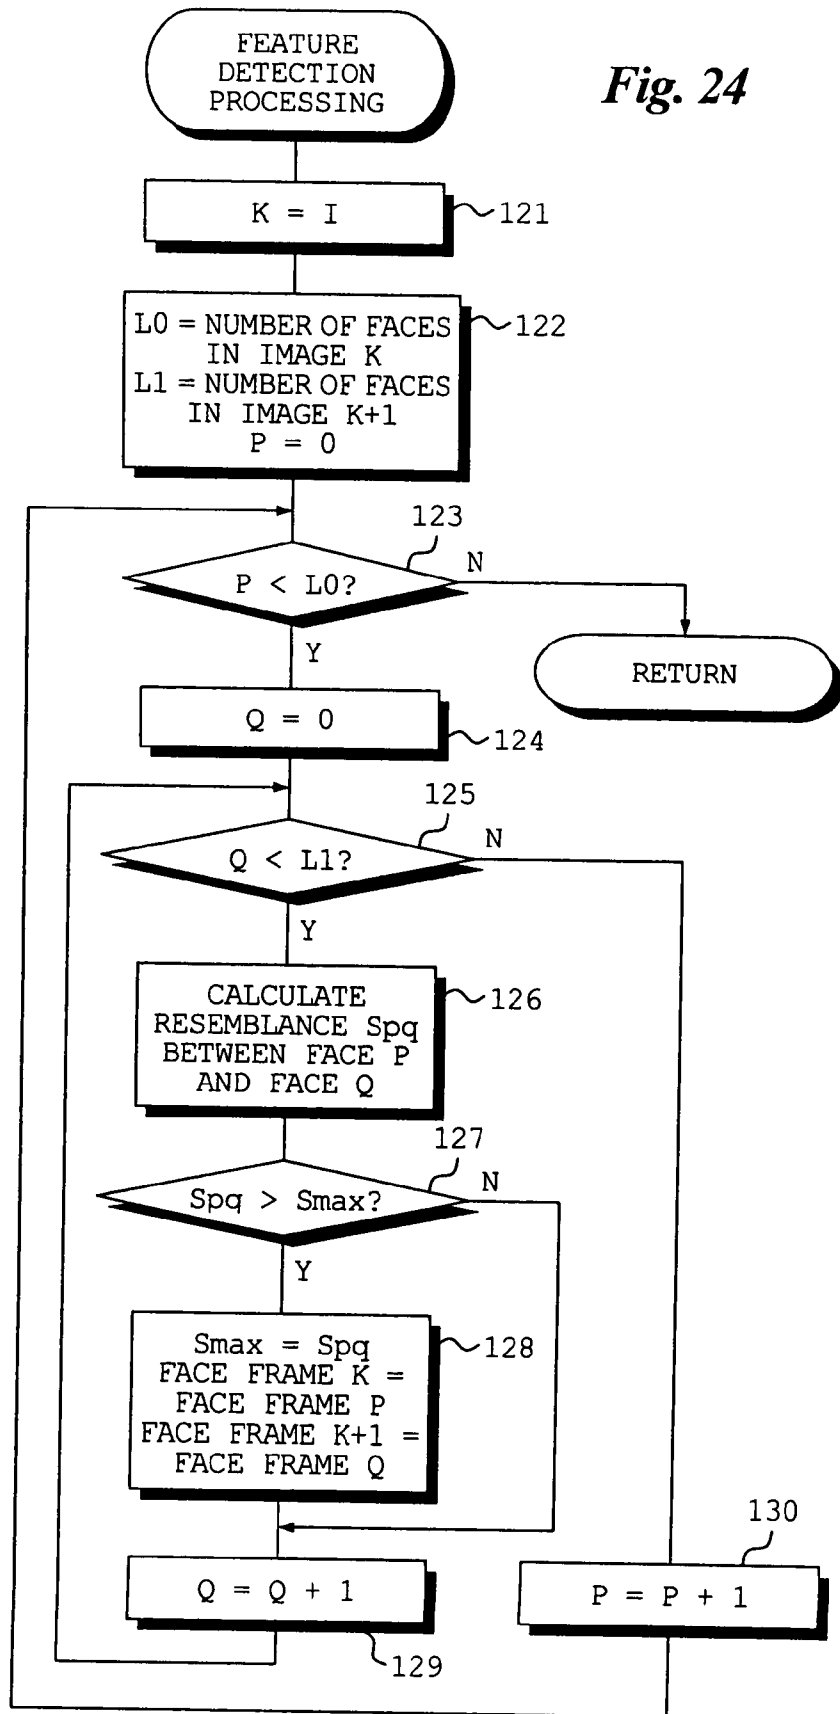 FEATURE
DETECTION
PROCESSING
Fig. 24
K = I
121
L0 = NUMBER OF FACES
IN IMAGE K
L1 = NUMBER OF FACES
IN IMAGE K+1
P = 0
122
123
P < L0?
N
Y
RETURN
Q = 0
124
125
Q < L1?
N
Y
CALCULATE
RESEMBLANCE Spq
BETWEEN FACE P
AND FACE Q
126
127
Spq > Smax?
N
Y
Smax = Spq
FACE FRAME K =
FACE FRAME P
FACE FRAME K+1 =
FACE FRAME Q
128
130
Q = Q + 1
P = P + 1
129